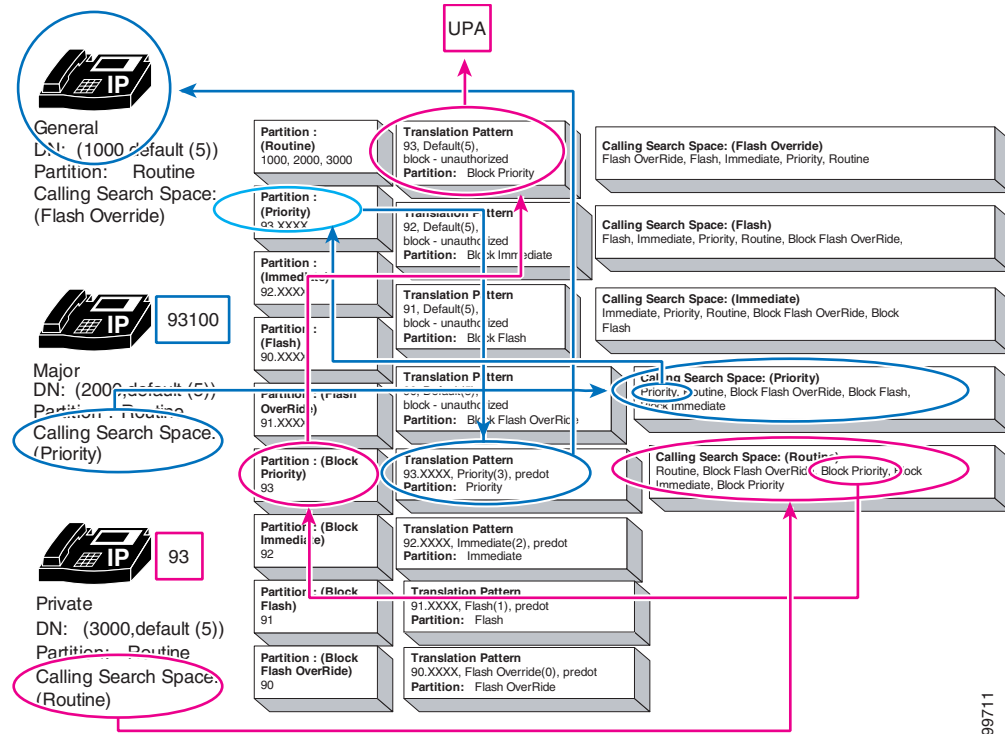 UPA
IP
General
DN: (1000,default (5))
Partition: Routine
Calling Search Space:
(Flash Override)
IP
93100
Major
DN: (2000,default (5))
Partition : Routine
Calling Search Space:
(Priority)
IP
93
Private
DN: (3000,default (5))
Partition: Routine
Calling Search Space:
(Routine)
Partition :
(Routine)
1000, 2000, 3000
Partition :
(Priority)
93.XXXX
Partition :
(Immediate)
92.XXXX
Partition :
(Flash)
90.XXXX
Partition : (Flash
OverRide)
91.XXXX
Partition : (Block
Priority)
93
Partition : (Block
Immediate)
92
Partition : (Block
Flash)
91
Partition : (Block
Flash OverRide)
90
Translation Pattern
93, Default(5),
block - unauthorized
Partition: Block Priority
Translation Pattern
92, Default(5),
block - unauthorized
Partition: Block Immediate
Translation Pattern
91, Default(5),
block - unauthorized
Partition: Block Flash
Translation Pattern
block - unauthorized
Partition: Block Flash OverRide
Translation Pattern
93.XXXX, Priority(3), predot
Partition: Priority
Translation Pattern
92.XXXX, Immediate(2), predot
Partition: Immediate
Translation Pattern
91.XXXX, Flash(1), predot
Partition: Flash
Translation Pattern
90.XXXX, Flash Override(0), predot
Partition: Flash OverRide
Calling Search Space: (Flash Override)
Flash OverRide, Flash, Immediate, Priority, Routine
Calling Search Space: (Flash)
Flash, Immediate, Priority, Routine, Block Flash OverRide,
Calling Search Space: (Immediate)
Immediate, Priority, Routine, Block Flash OverRide, Block
Flash
Calling Search Space: (Priority)
Priority, Routine, Block Flash OverRide, Block Flash,
Block Immediate
Calling Search Space: (Routine)
Routine, Block Flash OverRide, Block Priority, Block
Immediate, Block Priority
99711